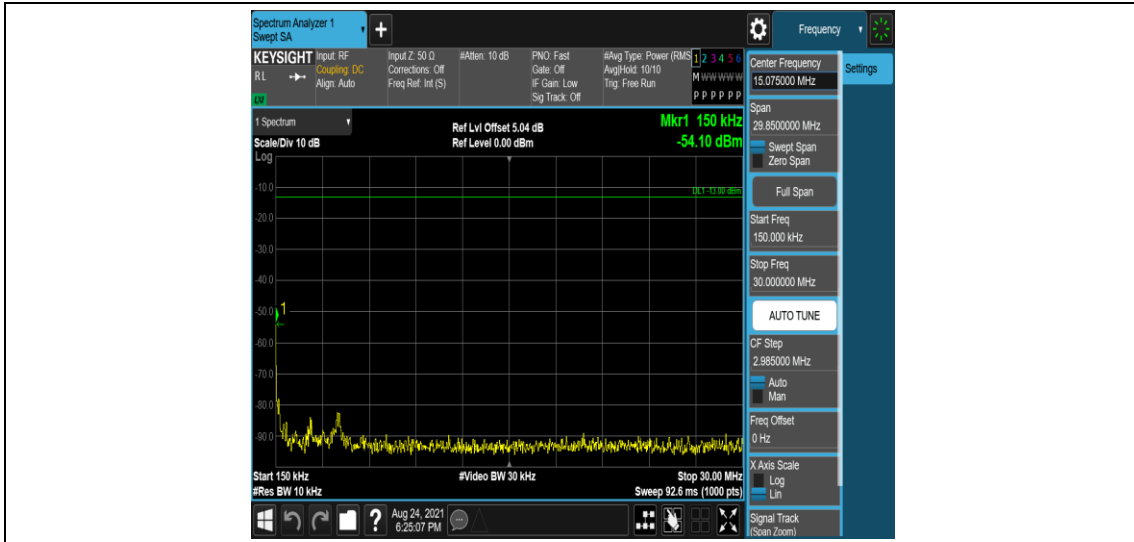 Spectrum Analyzer 1
Swept SA
+
Frequency
KEYSIGHT
RL
LNI
Input: RF
Coupling: DC
Align: Auto
Input Z: 50 Ω
Corrections: Off
Freq Ref: Int (S)
#Atten: 10 dB
PNO: Fast
Gate: Off
IF Gain: Low
Sig Track: Off
#Avg Type: Power (RMS
Avg|Hold: 10/10
Trig: Free Run
1 2 3 4 5 6
M W W W W W
P P P P P P
1 Spectrum
Scale/Div 10 dB
Log
Ref Lvl Offset 5.04 dB
Ref Level 0.00 dBm
Mkr1 150 kHz
-54.10 dBm
DL1 -13.00 dBm
-10.0
-20.0
-30.0
-40.0
-50.0
1
-60.0
-70.0
-80.0
-90.0
Start 150 kHz
#Res BW 10 kHz
#Video BW 30 kHz
Stop 30.00 MHz
Sweep 92.6 ms (1000 pts)
Center Frequency
15.075000 MHz
Settings
Span
29.8500000 MHz
Swept Span
Zero Span
Full Span
Start Freq
150.000 kHz
Stop Freq
30.000000 MHz
AUTO TUNE
CF Step
2.985000 MHz
Auto
Man
Freq Offset
0 Hz
X Axis Scale
Log
Lin
Signal Track
(Span Zoom)
?
Aug 24, 2021
6:25:07 PM